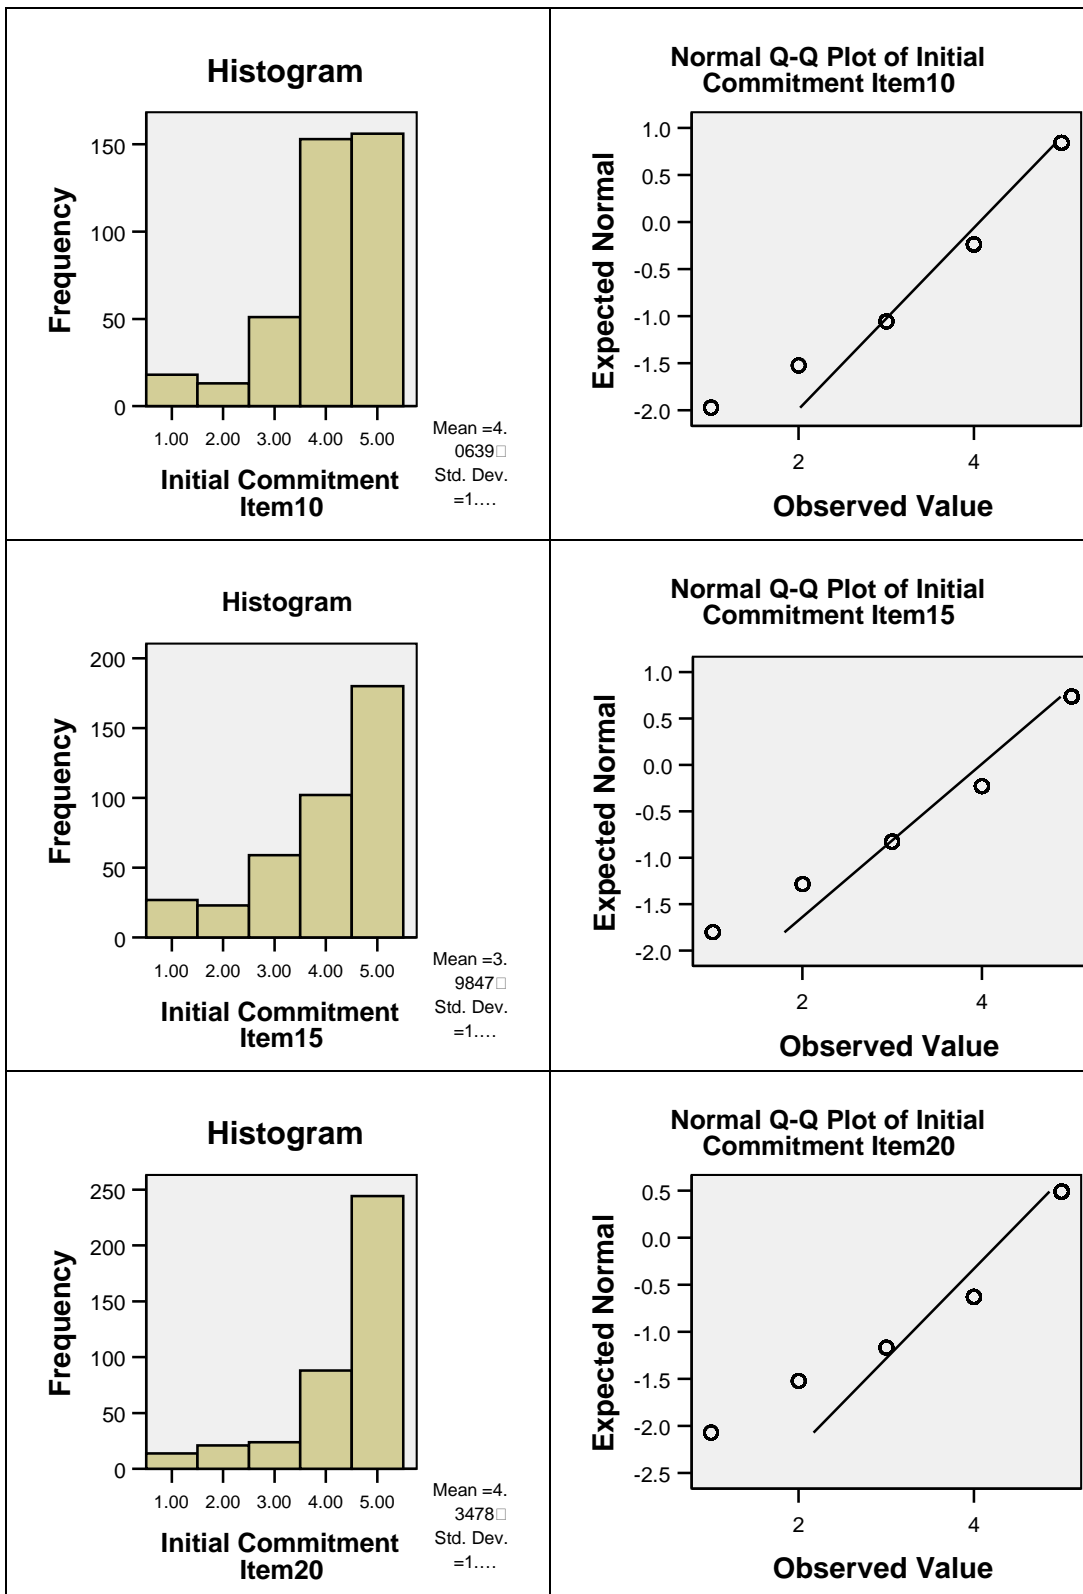 Histogram
Frequency
150
100
50
0
1.00 2.00 3.00 4.00 5.00
Initial Commitment
Item10
Mean =4.
0639□
Std. Dev.
=1.…
Normal Q-Q Plot of Initial
Commitment Item10
Expected Normal
1.0
0.5
0.0
-0.5
-1.0
-1.5
-2.0
2 4
Observed Value
Histogram
Frequency
200
150
100
50
0
1.00 2.00 3.00 4.00 5.00
Initial Commitment
Item15
Mean =3.
9847□
Std. Dev.
=1.…
Normal Q-Q Plot of Initial
Commitment Item15
Expected Normal
1.0
0.5
0.0
-0.5
-1.0
-1.5
-2.0
2 4
Observed Value
Histogram
Frequency
250
200
150
100
50
0
1.00 2.00 3.00 4.00 5.00
Initial Commitment
Item20
Mean =4.
3478□
Std. Dev.
=1.…
Normal Q-Q Plot of Initial
Commitment Item20
Expected Normal
0.5
0.0
-0.5
-1.0
-1.5
-2.0
-2.5
2 4
Observed Value